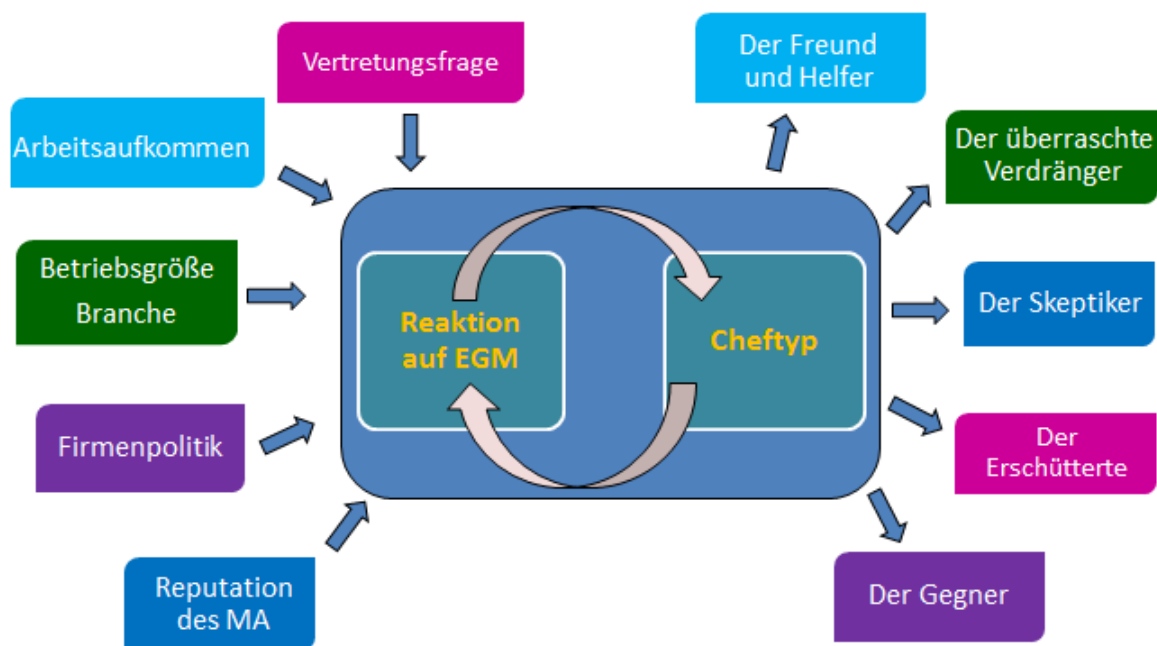 Vertretungsfrage
Arbeitsaufkommen
Betriebsgröße
Branche
Firmenpolitik
Reputation
des MA
Reaktion
auf EGM
Cheftyp
Der Freund
und Helfer
Der überraschte
Verdränger
Der Skeptiker
Der
Erschütterte
Der Gegner